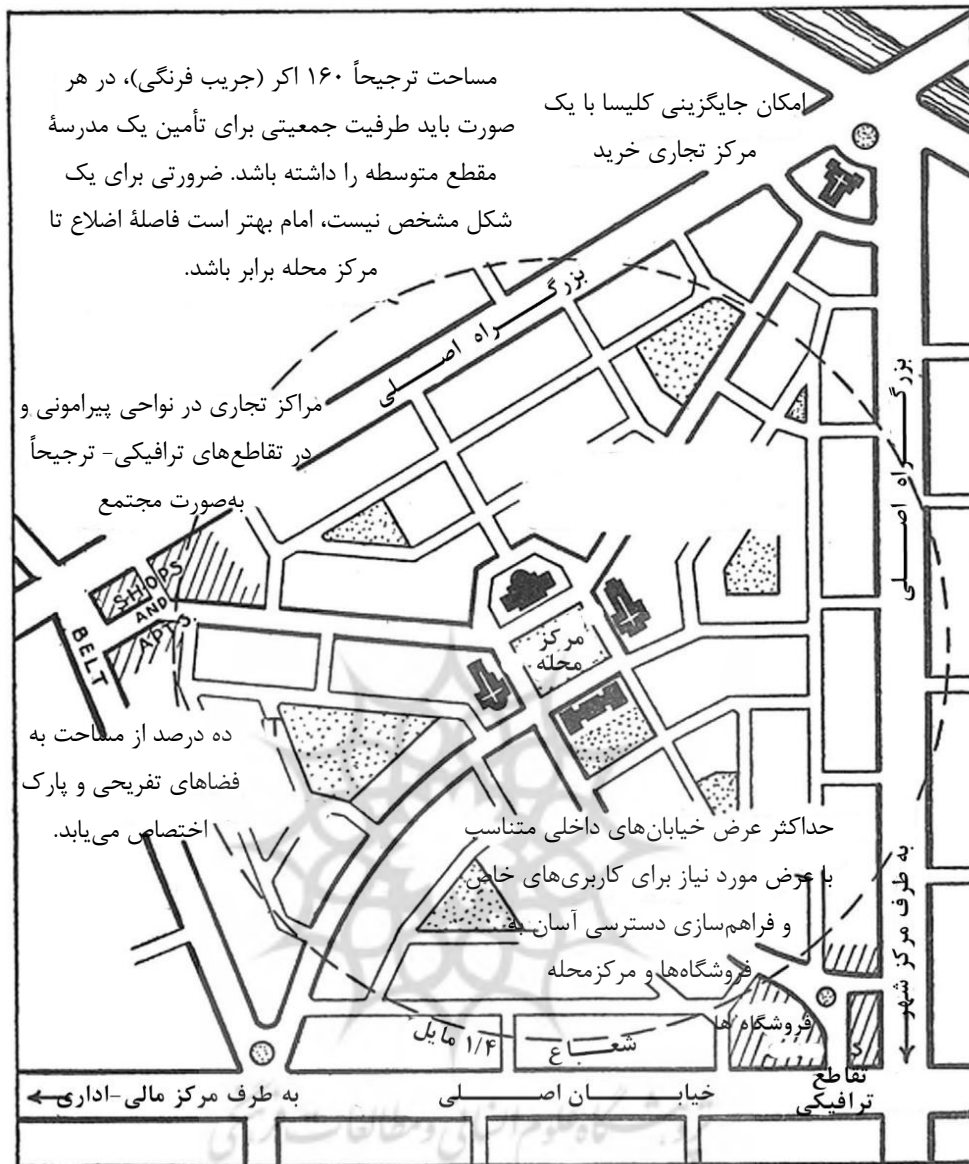 مساحت ترجیحاً ۱۶۰ اکر (جریب فرنگی)، در هر
صورت باید ظرفیت جمعیتی برای تأمین یک مدرسهٔ
مقطع متوسطه را داشته باشد. ضرورتی برای یک
شکل مشخص نیست، امام بهتر است فاصلهٔ اضلاع تا
مرکز محله برابر باشد.
امکان جایگزینی کلیسا با یک
مرکز تجاری خرید
بزرگراه اصلی
بزرگراه اصلی
مراکز تجاری در نواحی پیرامونی و
در تقاطع‌های ترافیکی- ترجیحاً
به‌صورت مجتمع
SHOPS
AND
APTS.
BELT
مرکز
محله
ده درصد از مساحت به
فضاهای تفریحی و پارک
اختصاص می‌یابد.
حداکثر عرض خیابان‌های داخلی متناسب
با عرض مورد نیاز برای کاربری‌های خاص
و فراهم‌سازی دسترسی آسان به
فروشگاه‌ها و مرکزمحله
به طرف مرکز شهر
فروشگاه ها
شعاع ۱/۴ مایل
تقاطع
ترافیکی
خیابان اصلی
به طرف مرکز مالی-اداری
پژوهشگاه علوم انسانی و مطالعات فرهنگی